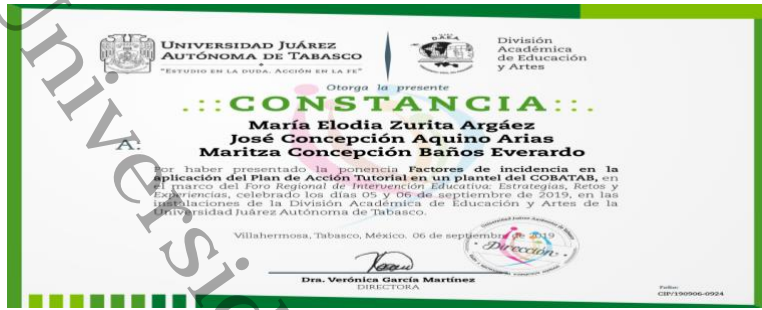 UNIVERSIDAD JUÁREZ
AUTÓNOMA DE TABASCO
"ESTUDIO EN LA DUDA. ACCIÓN EN LA FE"
D.A.E.A.
División
Académica
de Educación
y Artes
Otorga la presente
.::CONSTANCIA::.
A:
María Elodia Zurita Argáez
José Concepción Aquino Arias
Maritza Concepción Baños Everardo
Por haber presentado la ponencia Factores de incidencia en la
aplicación del Plan de Acción Tutorial en un plantel del COBATAB, en
el marco del Foro Regional de Intervención Educativa: Estrategias, Retos y
Experiencias, celebrado los días 05 y 06 de septiembre de 2019, en las
instalaciones de la División Académica de Educación y Artes de la
Universidad Juárez Autónoma de Tabasco.
Villahermosa, Tabasco, México. 06 de septiembre de 2019
Dirección
Dra. Verónica García Martínez
DIRECTORA
Folio:
CIP/190906-0924
Universi